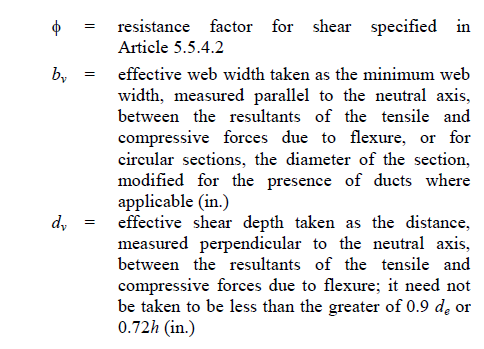 ϕ = resistance factor for shear specified in
Article 5.5.4.2
bᵥ = effective web width taken as the minimum web
width, measured parallel to the neutral axis,
between the resultants of the tensile and
compressive forces due to flexure, or for
circular sections, the diameter of the section,
modified for the presence of ducts where
applicable (in.)
dᵥ = effective shear depth taken as the distance,
measured perpendicular to the neutral axis,
between the resultants of the tensile and
compressive forces due to flexure; it need not
be taken to be less than the greater of 0.9 dₑ or
0.72h (in.)